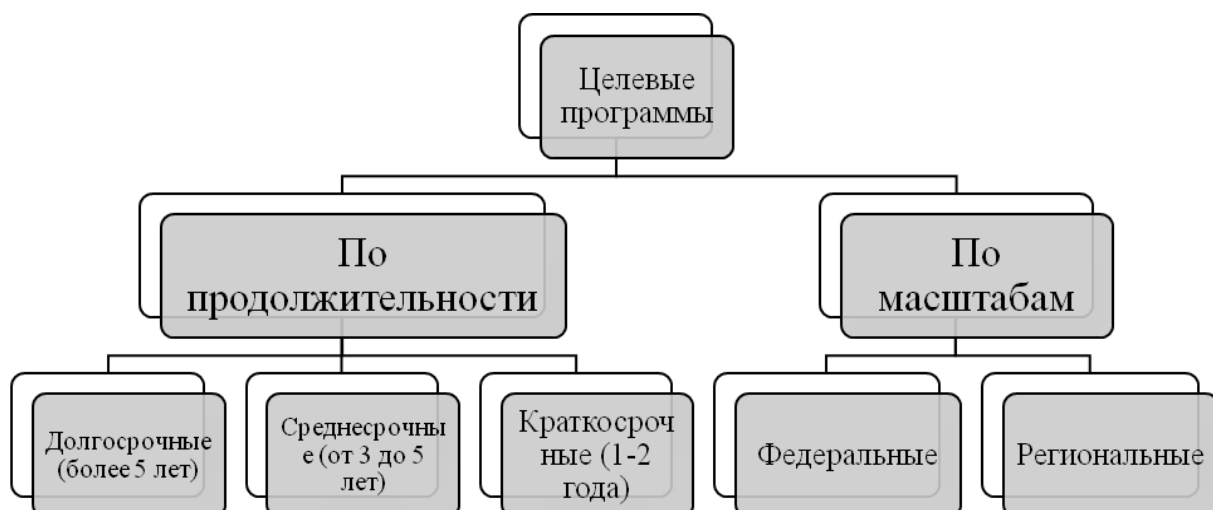 Целевые
программы
По
продолжительности
По
масштабам
Долгосрочные
(более 5 лет)
Среднесрочны
е (от 3 до 5
лет)
Краткосроч
ные (1-2
года)
Федеральные
Региональные